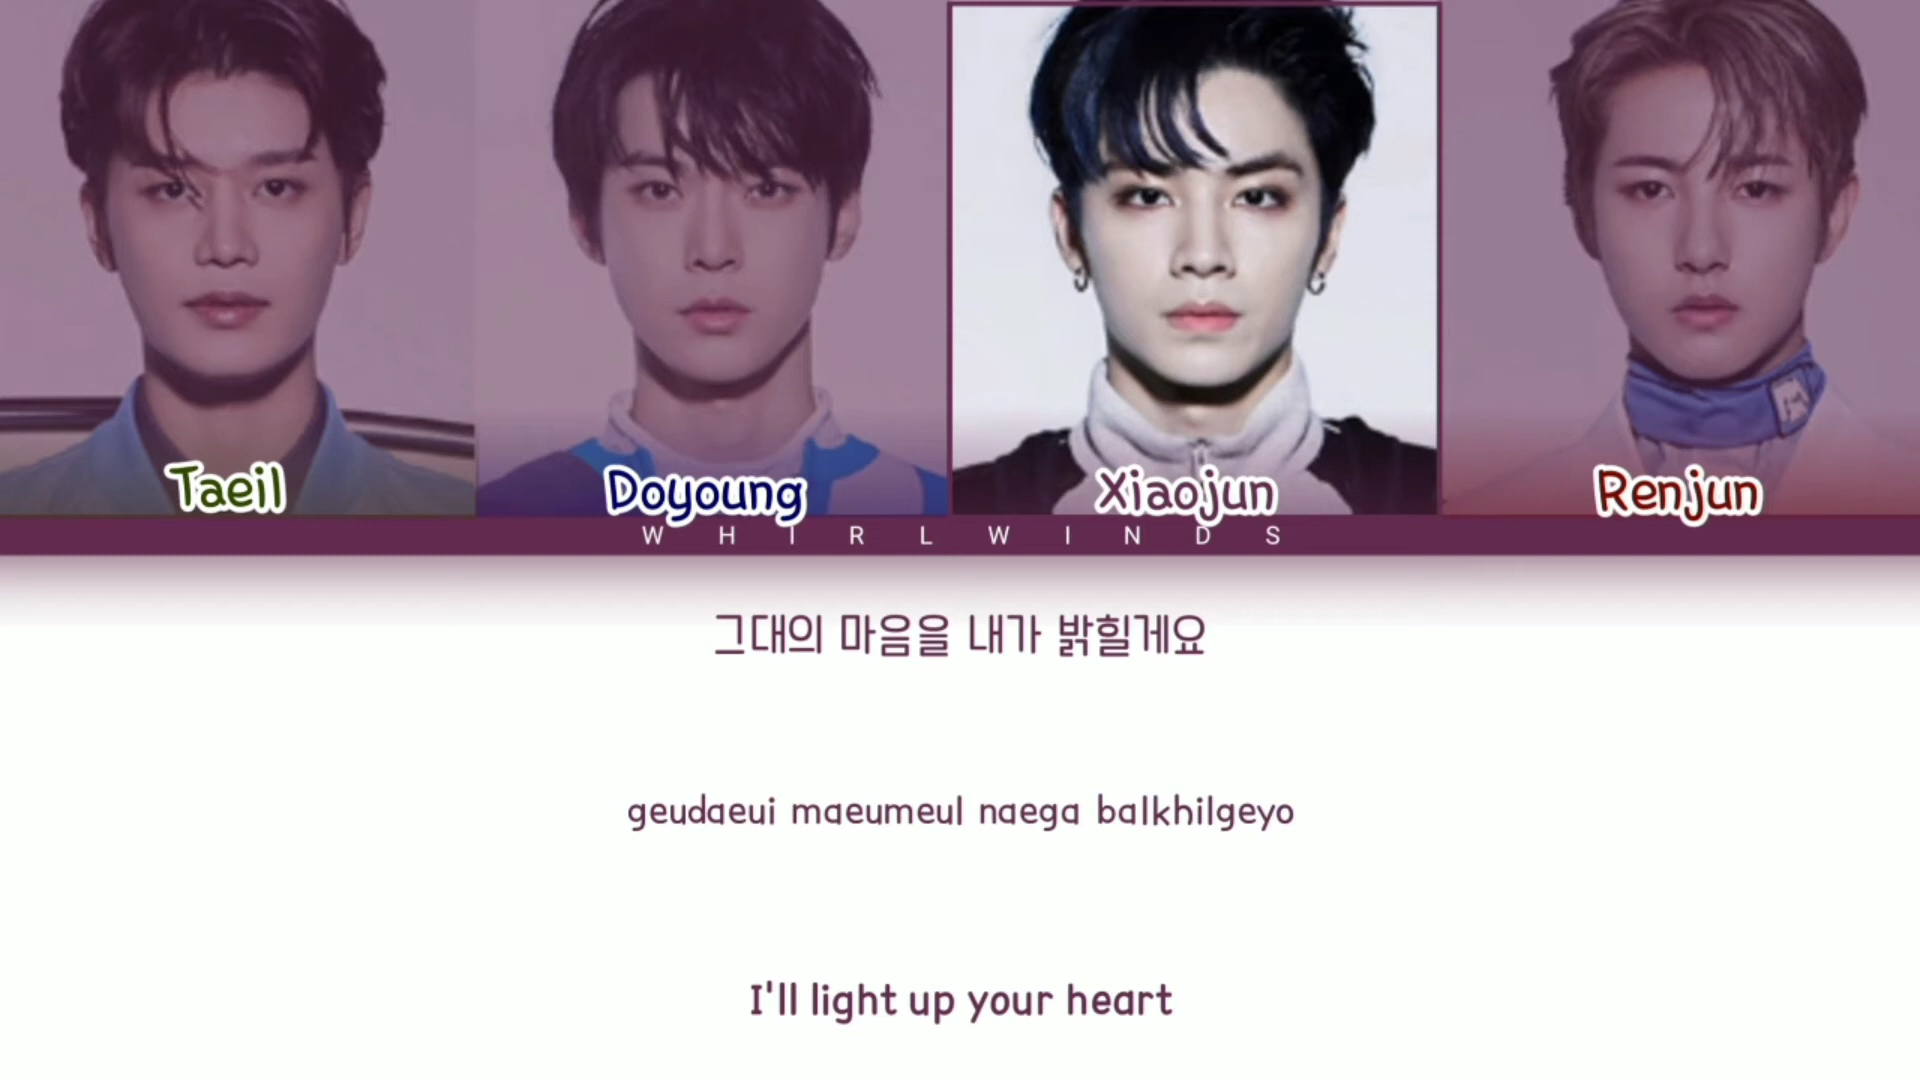 Taeil Doyoung Xiaojun Renjun
WHIRLWINDS
그대의 마음을 내가 밝힐게요
geudaeui maeumeul naega balkhilgeyo
I'll light up your heart